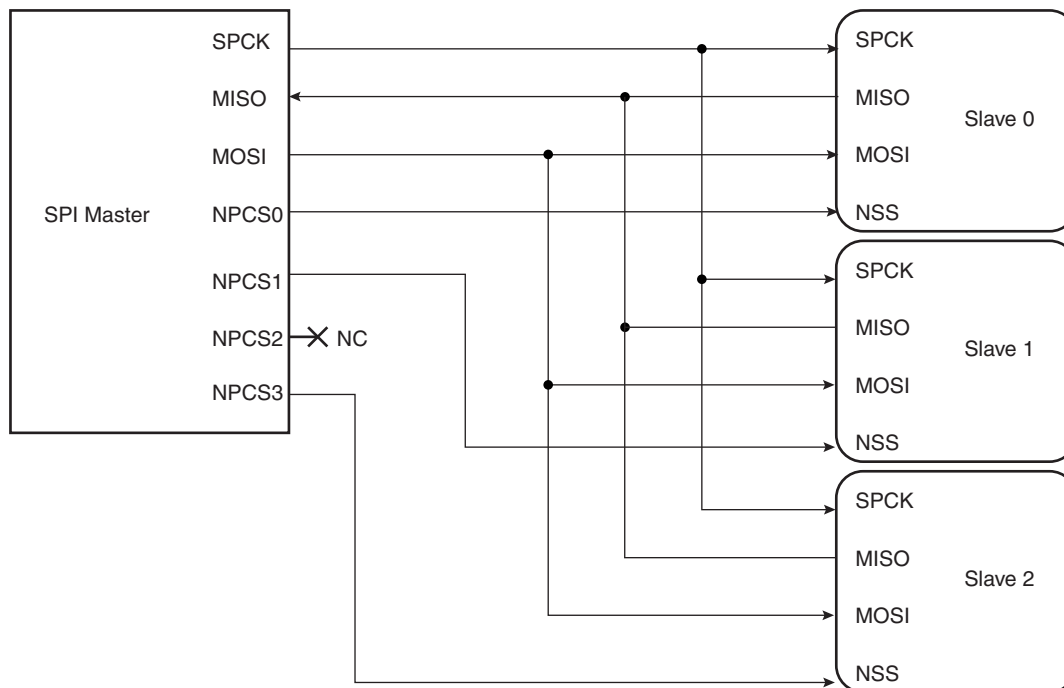 SPI Master
SPCK
MISO
MOSI
NPCS0
NPCS1
NPCS2
NC
NPCS3
SPCK
MISO
Slave 0
MOSI
NSS
SPCK
MISO
Slave 1
MOSI
NSS
SPCK
MISO
Slave 2
MOSI
NSS